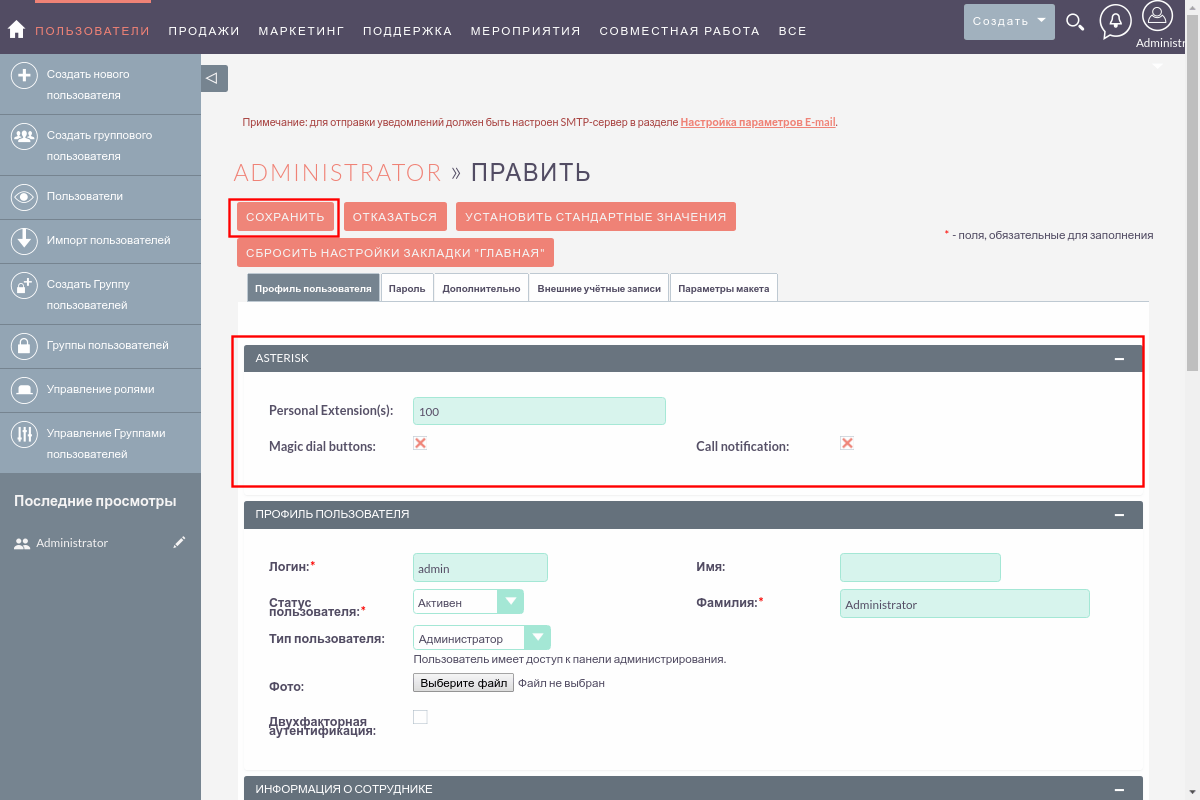 ПОЛЬЗОВАТЕЛИ ПРОДАЖИ МАРКЕТИНГ ПОДДЕРЖКА МЕРОПРИЯТИЯ СОВМЕСТНАЯ РАБОТА ВСЕ Создать
Administr
Создать нового
пользователя
Создать группового
пользователя
Пользователи
Импорт пользователей
Создать Группу
пользователей
Группы пользователей
Управление ролями
Управление Группами
пользователей
Последние просмотры
Administrator
Примечание: для отправки уведомлений должен быть настроен SMTP-сервер в разделе Настройка параметров E-mail.
ADMINISTRATOR » ПРАВИТЬ
СОХРАНИТЬ ОТКАЗАТЬСЯ УСТАНОВИТЬ СТАНДАРТНЫЕ ЗНАЧЕНИЯ
СБРОСИТЬ НАСТРОЙКИ ЗАКЛАДКИ "ГЛАВНАЯ"
* - поля, обязательные для заполнения
Профиль пользователя Пароль Дополнительно Внешние учётные записи Параметры макета
ASTERISK
Personal Extension(s): 100
Magic dial buttons: Call notification:
ПРОФИЛЬ ПОЛЬЗОВАТЕЛЯ
Логин:* admin Имя:
Статус
пользователя:* Активен Фамилия:* Administrator
Тип пользователя: Администратор
Пользователь имеет доступ к панели администрирования.
Фото: Выберите файл Файл не выбран
Двухфакторная
аутентификация:
ИНФОРМАЦИЯ О СОТРУДНИКЕ